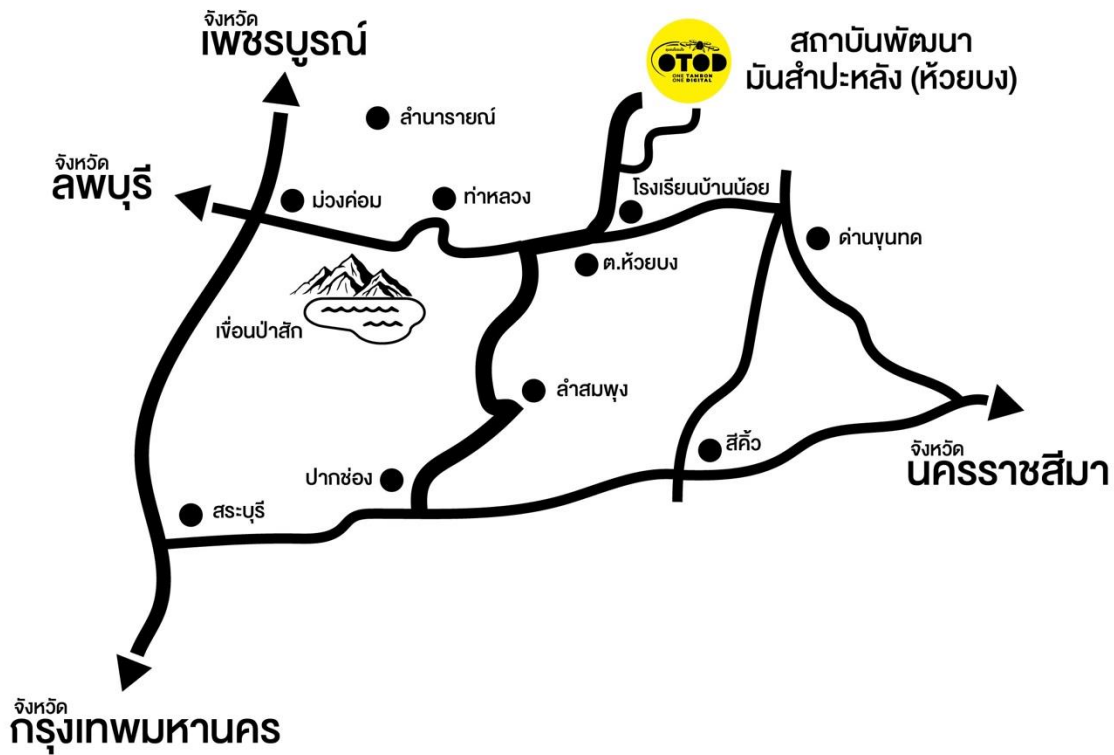 จังหวัด
เพชรบูรณ์
OTOD
ONE TAMBON
ONE DIGITAL
สถาบันพัฒนา
มันสำปะหลัง (ห้วยบง)
ลำนารายณ์
จังหวัด
ลพบุรี
ม่วงค่อม
ท่าหลวง
โรงเรียนบ้านน้อย
ด่านขุนทด
ต.ห้วยบง
เขื่อนป่าสัก
ลำสมพุง
สีคิ้ว
จังหวัด
นครราชสีมา
ปากช่อง
สระบุรี
จังหวัด
กรุงเทพมหานคร